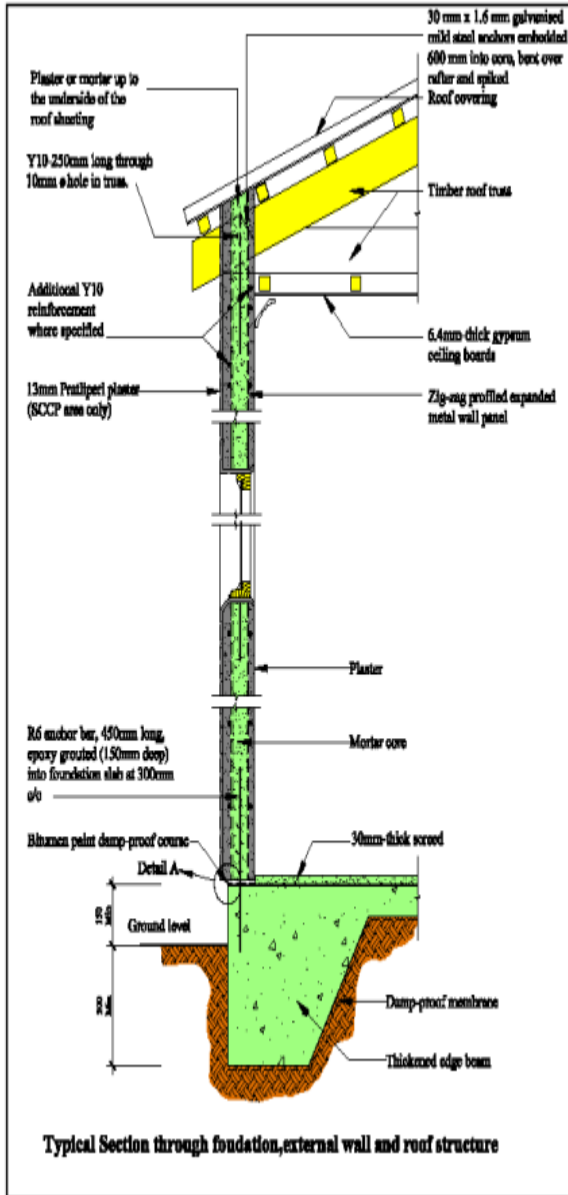 30 mm x 1.6 mm galvanised
mild steel anchors embedded
600 mm into core, bent over
rafter and spiked
Roof covering
Plaster or mortar up to
the underside of the
roof sheeting
Y10-250mm long through
10mm ø hole in truss.
Timber roof truss
Additional Y10
reinforcement
where specified
6.4mm-thick gypsum
ceiling boards
13mm Pratliperl plaster
(SCCP area only)
Zig-zag profiled expanded
metal wall panel
Plaster
R6 anchor bar, 450mm long,
epoxy grouted (150mm deep)
into foundation slab at 300mm
c/c
Mortar core
Bitumen paint damp-proof course
30mm-thick screed
Detail A
150
Ground level
300
Damp-proof membrane
Thickened edge beam
Typical Section through foudation,external wall and roof structure